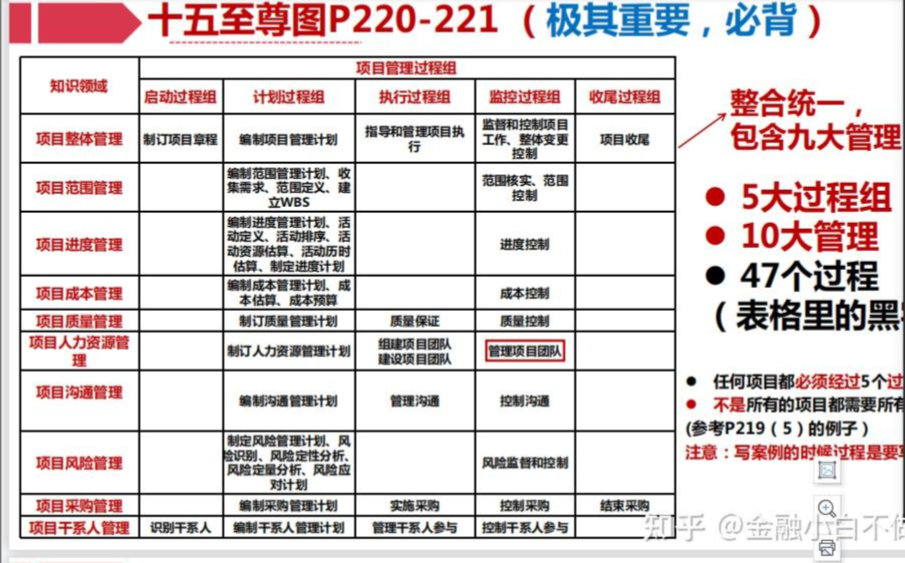 十五至尊图P220-221 （极其重要，必背）
知识领域
项目管理过程组
启动过程组 计划过程组 执行过程组 监控过程组 收尾过程组
项目整体管理
制订项目章程
编制项目管理计划
指导和管理项目执
行
监督和控制项目
工作、整体变更
控制
项目收尾
项目范围管理
编制范围管理计划、收
集需求、范围定义、建
立WBS
范围核实、范围
控制
项目进度管理
编制进度管理计划、活
动定义、活动排序、活
动资源估算、活动历时
估算、制定进度计划
进度控制
项目成本管理
编制成本管理计划、成
本估算、成本预算
成本控制
项目质量管理
制订质量管理计划
质量保证
质量控制
项目人力资源管
理
制订人力资源管理计划
组建项目团队
建设项目团队
管理项目团队
项目沟通管理
编制沟通管理计划
管理沟通
控制沟通
项目风险管理
制定风险管理计划、风
险识别、风险定性分析、
风险定量分析、风险应
对计划
风险监督和控制
项目采购管理
编制采购管理计划
实施采购
控制采购
结束采购
项目干系人管理
识别干系人
编制干系人管理计划
管理干系人参与
控制干系人参与
整合统一，
包含九大管理
● 5大过程组
● 10大管理
● 47个过程
（表格里的黑
● 任何项目都必须经过5个过
● 不是所有的项目都需要所有
(参考P219（5）的例子）
注意：写案例的时候过程是要写
知乎 @金融小白不做